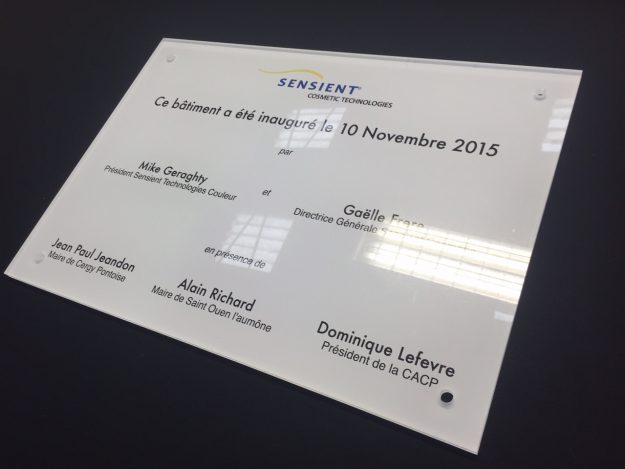 SENSIENT®
COSMETIC TECHNOLOGIES
Ce bâtiment a été inauguré le 10 Novembre 2015
par
Mike Geraghty
Président Sensient Technologies Couleur
et
Gaëlle Frere
Directrice Générale
en présence de
Jean Paul Jeandon
Maire de Cergy Pontoise
Alain Richard
Maire de Saint Ouen l'aumône
Dominique Lefevre
Président de la CACP